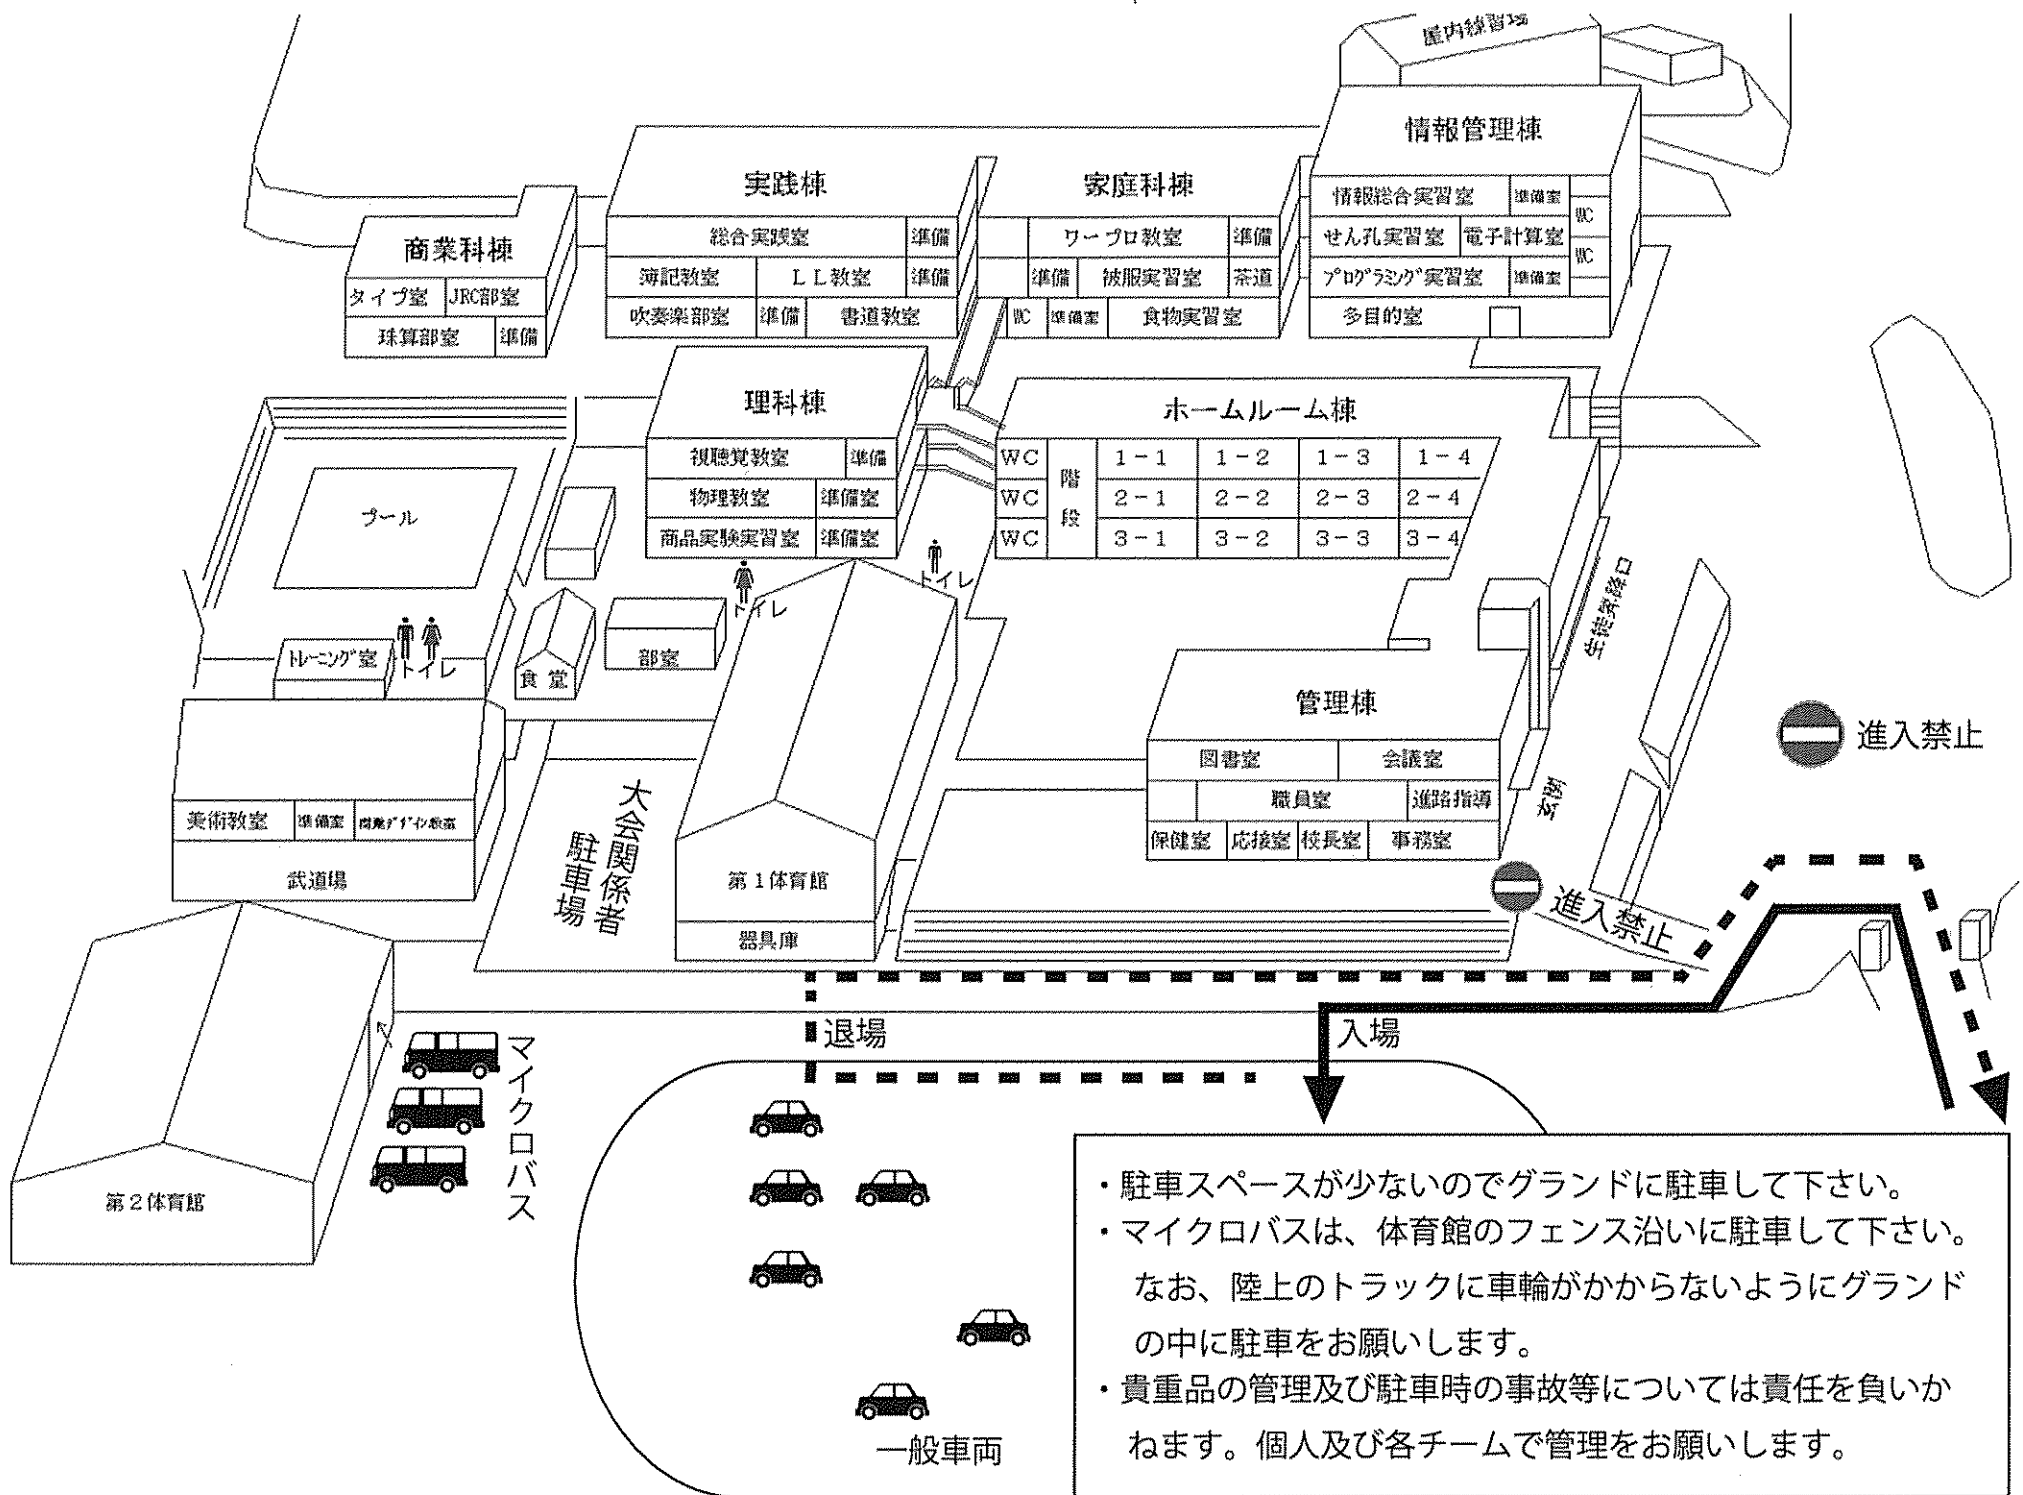 屋内練習場
情報管理棟
情報総合実習室 準備室 WC
せん孔実習室 電子計算室
プログラミング実習室 準備室 WC
多目的室
実践棟
総合実践室 準備
簿記教室 LL教室 準備
吹奏楽部室 準備 書道教室
家庭科棟
ワープロ教室 準備
準備 被服実習室 茶道
WC 準備室 食物実習室
商業科棟
タイプ室 JRC部室
珠算部室 準備
理科棟
視聴覚教室 準備
物理教室 準備室
商品実験実習室 準備室
ホームルーム棟
WC 階段 1-1 1-2 1-3 1-4
WC 2-1 2-2 2-3 2-4
WC 3-1 3-2 3-3 3-4
プール
トイレ
トイレ
トレーニング室
トイレ
食堂
部室
生徒昇降口
管理棟
図書室 会議室
職員室 進路指導
保健室 応接室 校長室 事務室
玄関
進入禁止
進入禁止
美術教室 準備室 商業デザイン教室
武道場
大会関係者
駐車場
第1体育館
器具庫
退場
入場
マイクロバス
第2体育館
一般車両
・駐車スペースが少ないのでグランドに駐車して下さい。
・マイクロバスは、体育館のフェンス沿いに駐車して下さい。
なお、陸上のトラックに車輪がかからないようにグランド
の中に駐車をお願いします。
・貴重品の管理及び駐車時の事故等については責任を負いか
ねます。個人及び各チームで管理をお願いします。